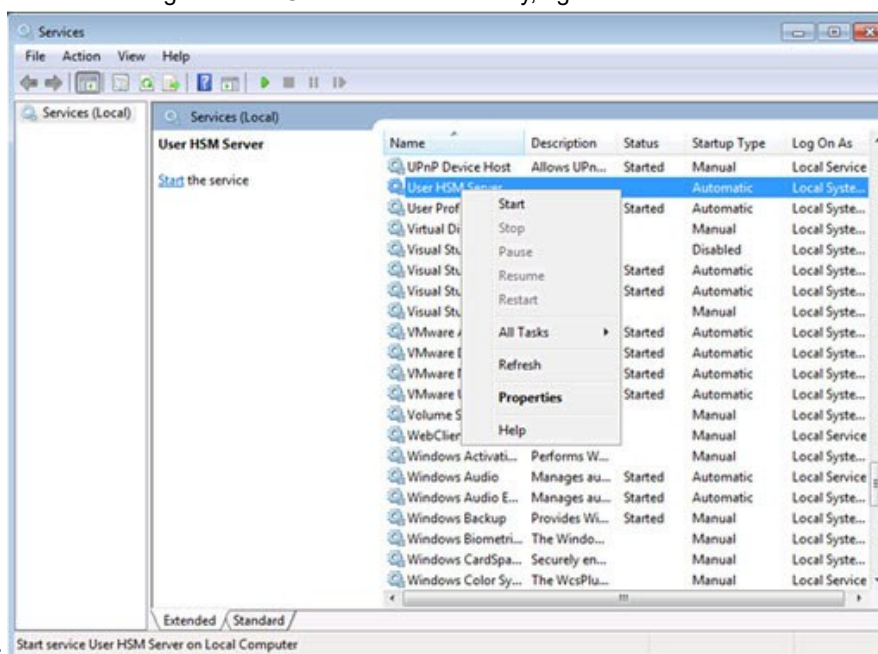 Services
File Action View Help
Services (Local)
Services (Local)
User HSM Server
Start the service
Name Description Status Startup Type Log On As
UPnP Device Host Allows UPn... Started Manual Local Service
User HSM Server Automatic Local Syste...
User Prof Started Automatic Local Syste...
Virtual Di Manual Local Syste...
Visual Stu Disabled Local Syste...
Visual Stu Started Automatic Local Syste...
Visual Stu Started Automatic Local Syste...
Visual Stu Manual Local Syste...
VMware Started Automatic Local Syste...
VMware Started Automatic Local Syste...
VMware Started Automatic Local Syste...
VMware Started Automatic Local Syste...
Volume S Manual Local Syste...
WebClien Manual Local Service
Windows Activati... Performs W... Manual Local Syste...
Windows Audio Manages au... Started Automatic Local Service
Windows Audio E... Manages au... Started Automatic Local Syste...
Windows Backup Provides Wi... Started Manual Local Syste...
Windows Biometri... The Windo... Manual Local Syste...
Windows CardSpa... Securely en... Manual Local Syste...
Windows Color Sy... The WcsPlu... Manual Local Service
Start
Stop
Pause
Resume
Restart
All Tasks
Refresh
Properties
Help
Extended Standard
Start service User HSM Server on Local Computer